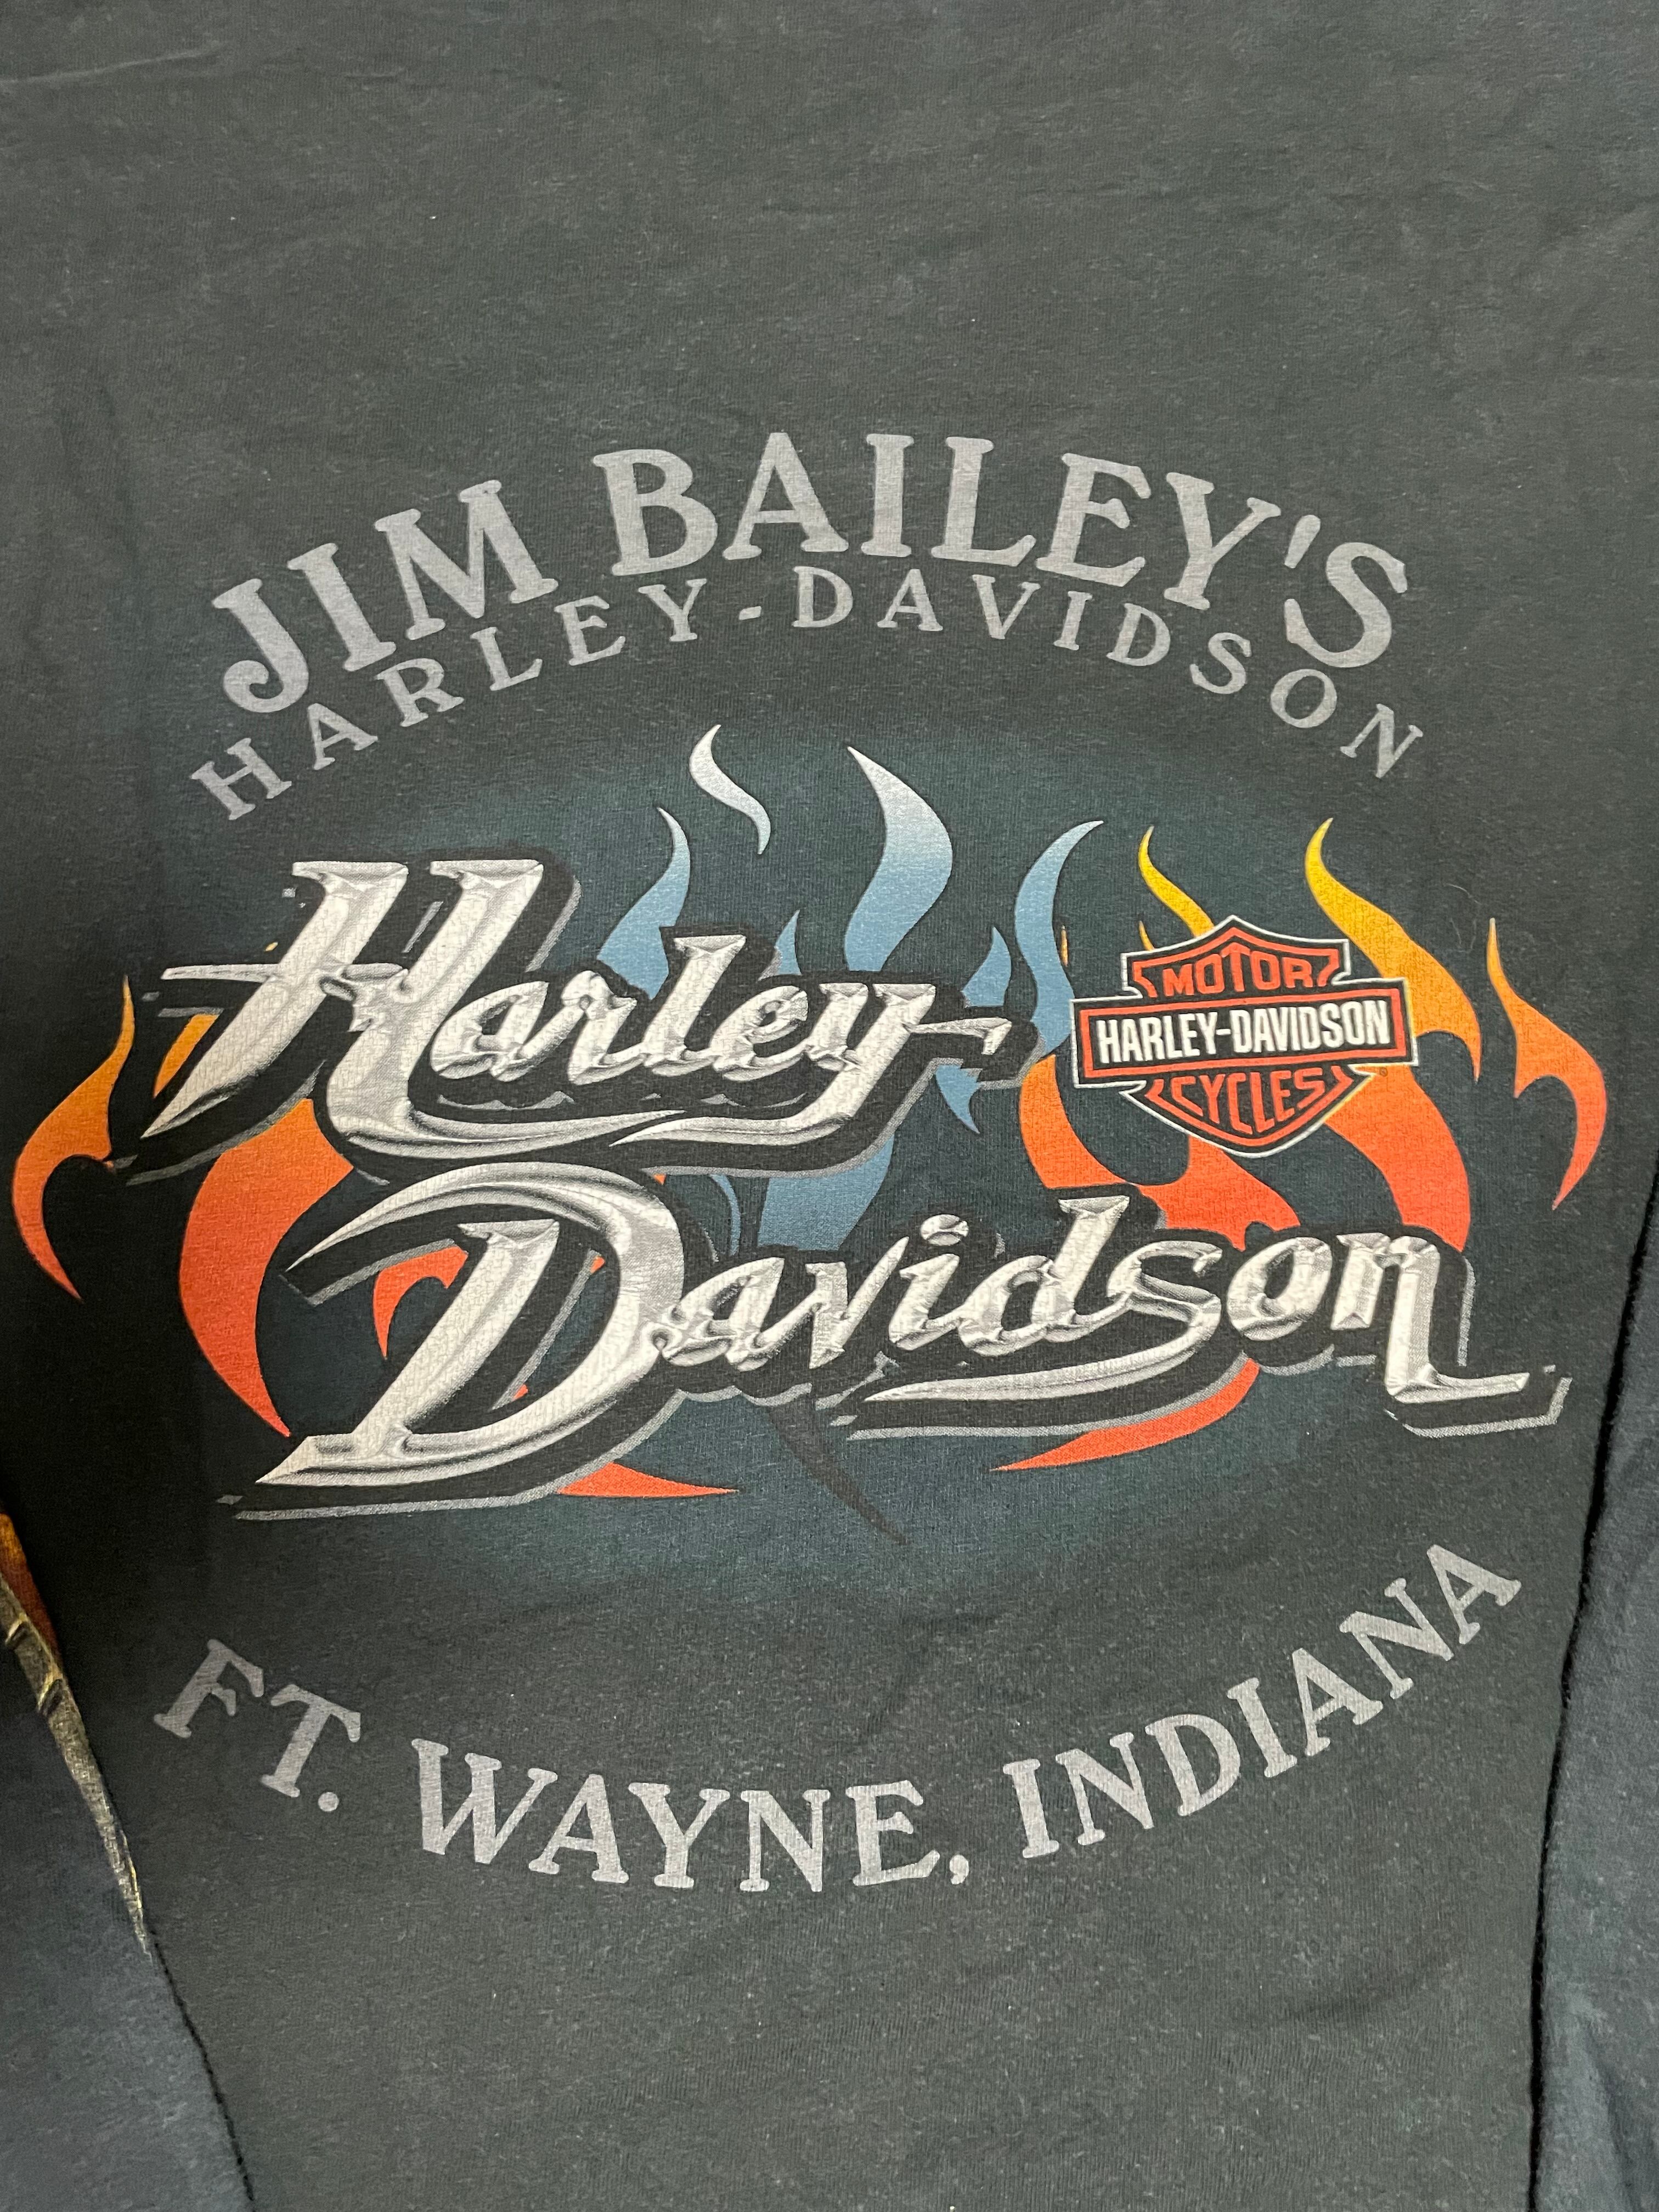 JIM BAILEY'S
HARLEY-DAVIDSON
Harley
MOTOR
HARLEY-DAVIDSON
CYCLES
Davidson
FT. WAYNE, INDIANA